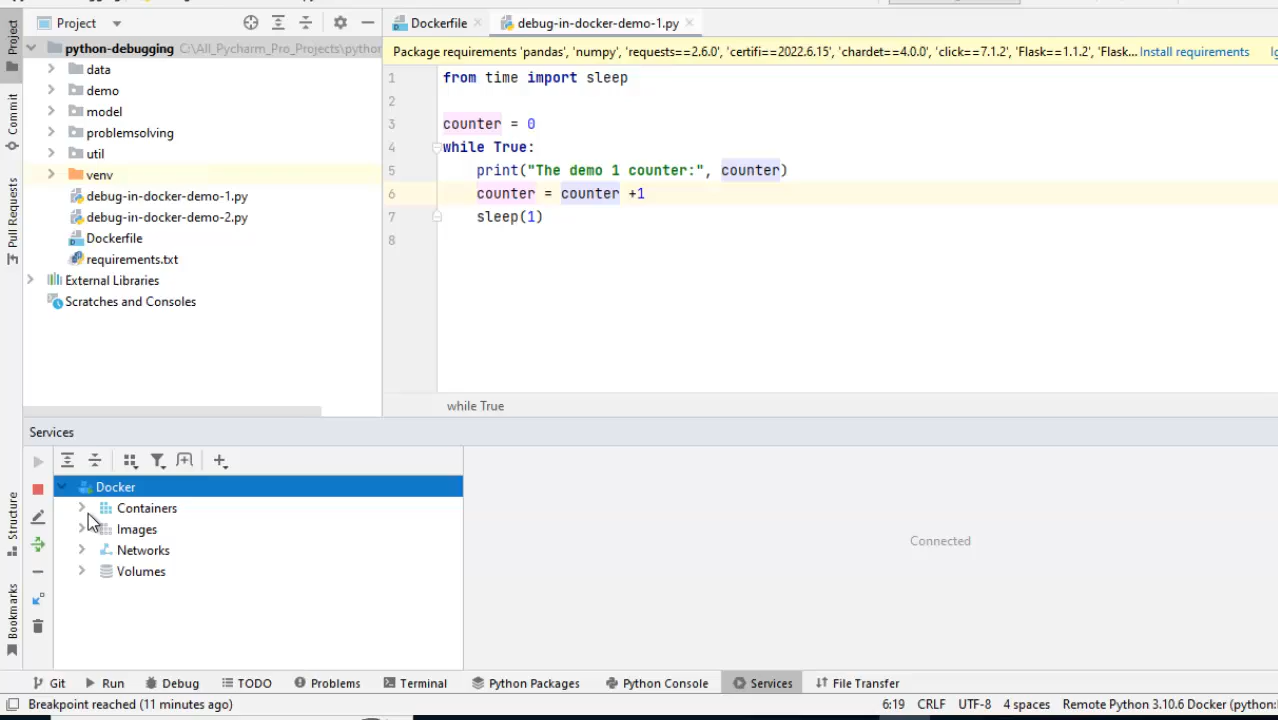 Project
Dockerfile
debug-in-docker-demo-1.py
Project
Commit
Pull Requests
Structure
Bookmarks
python-debugging C:\All_Pycharm_Pro_Projects\python
data
demo
model
problemsolving
util
venv
debug-in-docker-demo-1.py
debug-in-docker-demo-2.py
Dockerfile
requirements.txt
External Libraries
Scratches and Consoles
Package requirements 'pandas', 'numpy', 'requests==2.6.0', 'certifi==2022.6.15', 'chardet==4.0.0', 'click==7.1.2', 'Flask==1.1.2', 'Flask... Install requirements
1 from time import sleep
2
3 counter = 0
4 while True:
5 print("The demo 1 counter:", counter)
6 counter = counter +1
7 sleep(1)
8
while True
Services
Docker
Containers
Images
Networks
Volumes
Connected
Git Run Debug TODO Problems Terminal Python Packages Python Console Services File Transfer
Breakpoint reached (11 minutes ago) 6:19 CRLF UTF-8 4 spaces Remote Python 3.10.6 Docker (python: